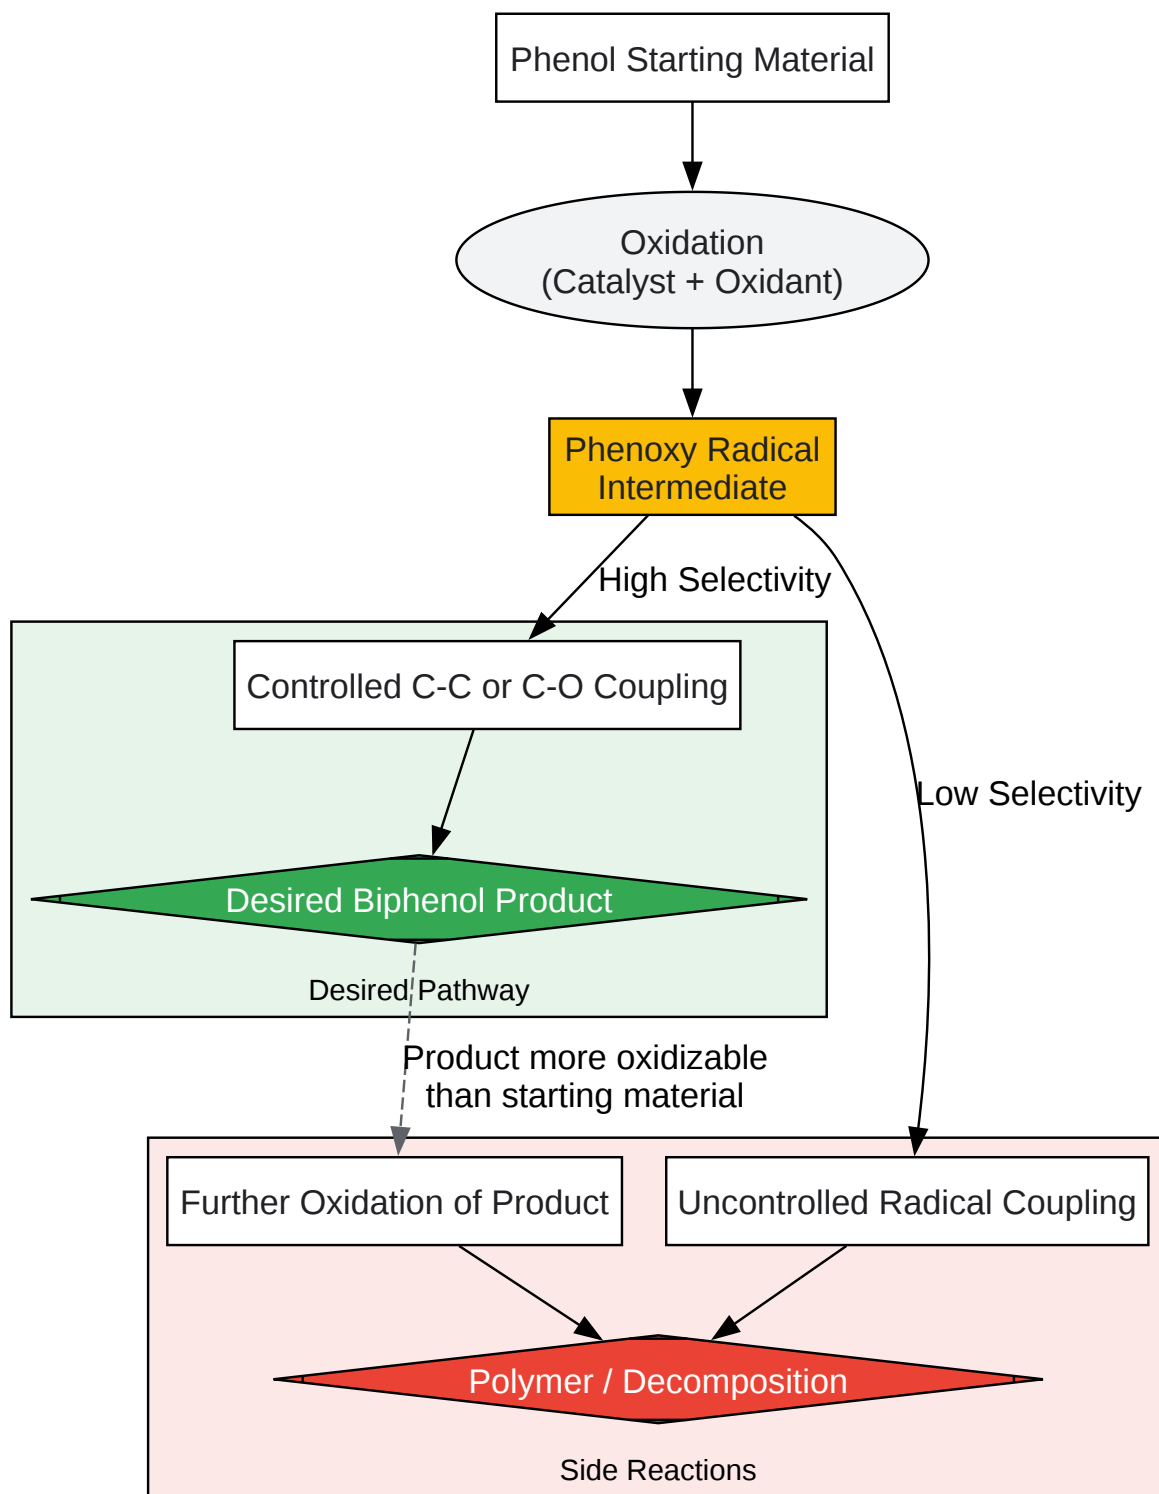 Phenol Starting Material
Oxidation
(Catalyst + Oxidant)
Phenoxy Radical
Intermediate
High Selectivity
Controlled C-C or C-O Coupling
Low Selectivity
Desired Biphenol Product
Desired Pathway
Product more oxidizable
than starting material
Further Oxidation of Product
Uncontrolled Radical Coupling
Polymer / Decomposition
Side Reactions